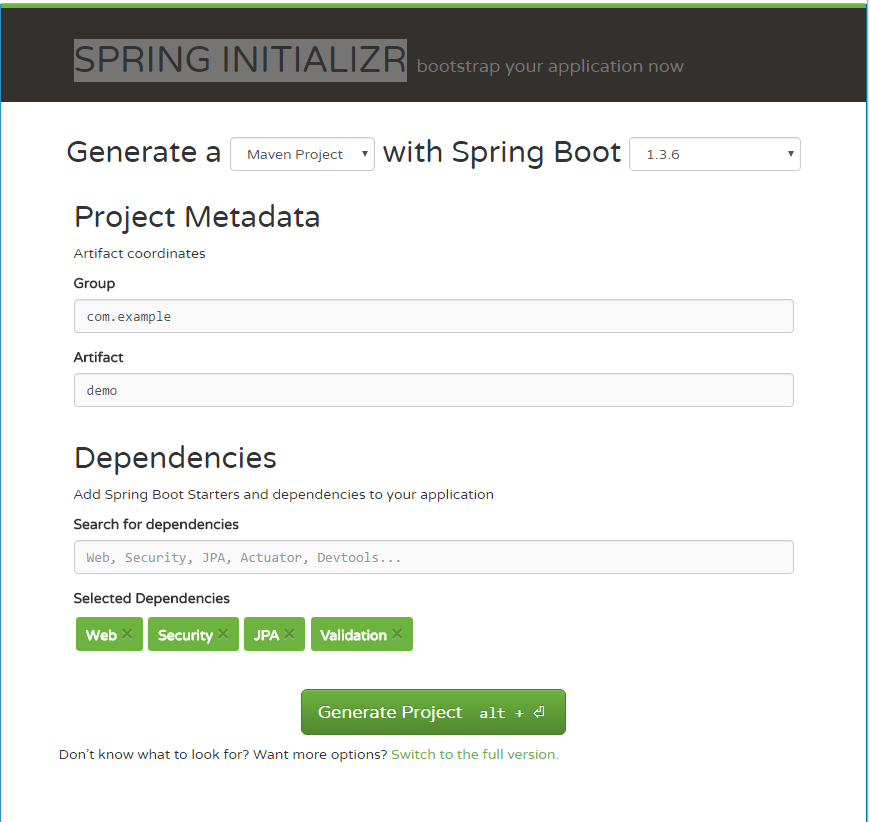 SPRING INITIALIZR bootstrap your application now
Generate a Maven Project with Spring Boot 1.3.6
Project Metadata
Artifact coordinates
Group
com.example
Artifact
demo
Dependencies
Add Spring Boot Starters and dependencies to your application
Search for dependencies
Web, Security, JPA, Actuator, Devtools...
Selected Dependencies
Web × Security × JPA × Validation ×
Generate Project alt + ⏎
Don't know what to look for? Want more options? Switch to the full version.